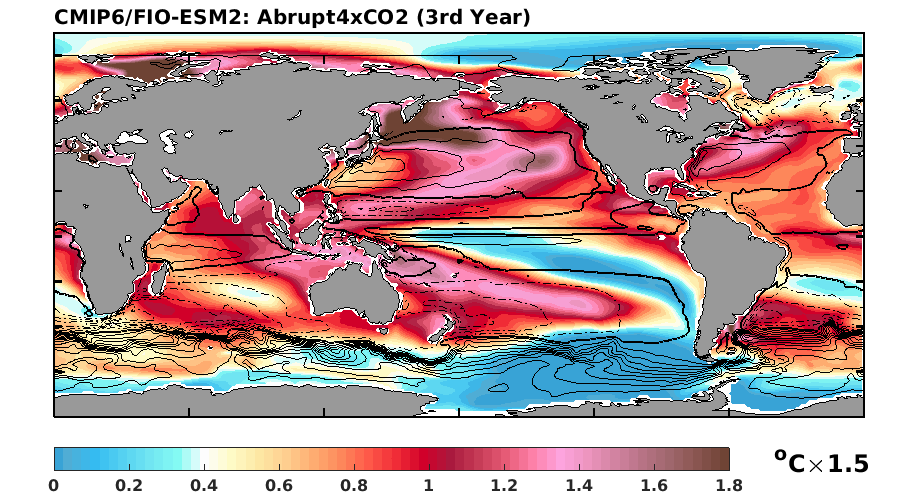 CMIP6/FIO-ESM2: Abrupt4xCO2 (3rd Year)
0 0.2 0.4 0.6 0.8 1 1.2 1.4 1.6 1.8
°C×1.5